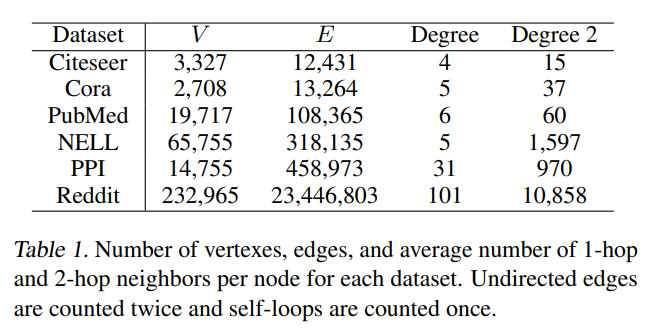 Dataset V E Degree Degree 2
Citeseer 3,327 12,431 4 15
Cora 2,708 13,264 5 37
PubMed 19,717 108,365 6 60
NELL 65,755 318,135 5 1,597
PPI 14,755 458,973 31 970
Reddit 232,965 23,446,803 101 10,858
Table 1. Number of vertexes, edges, and average number of 1-hop
and 2-hop neighbors per node for each dataset. Undirected edges
are counted twice and self-loops are counted once.